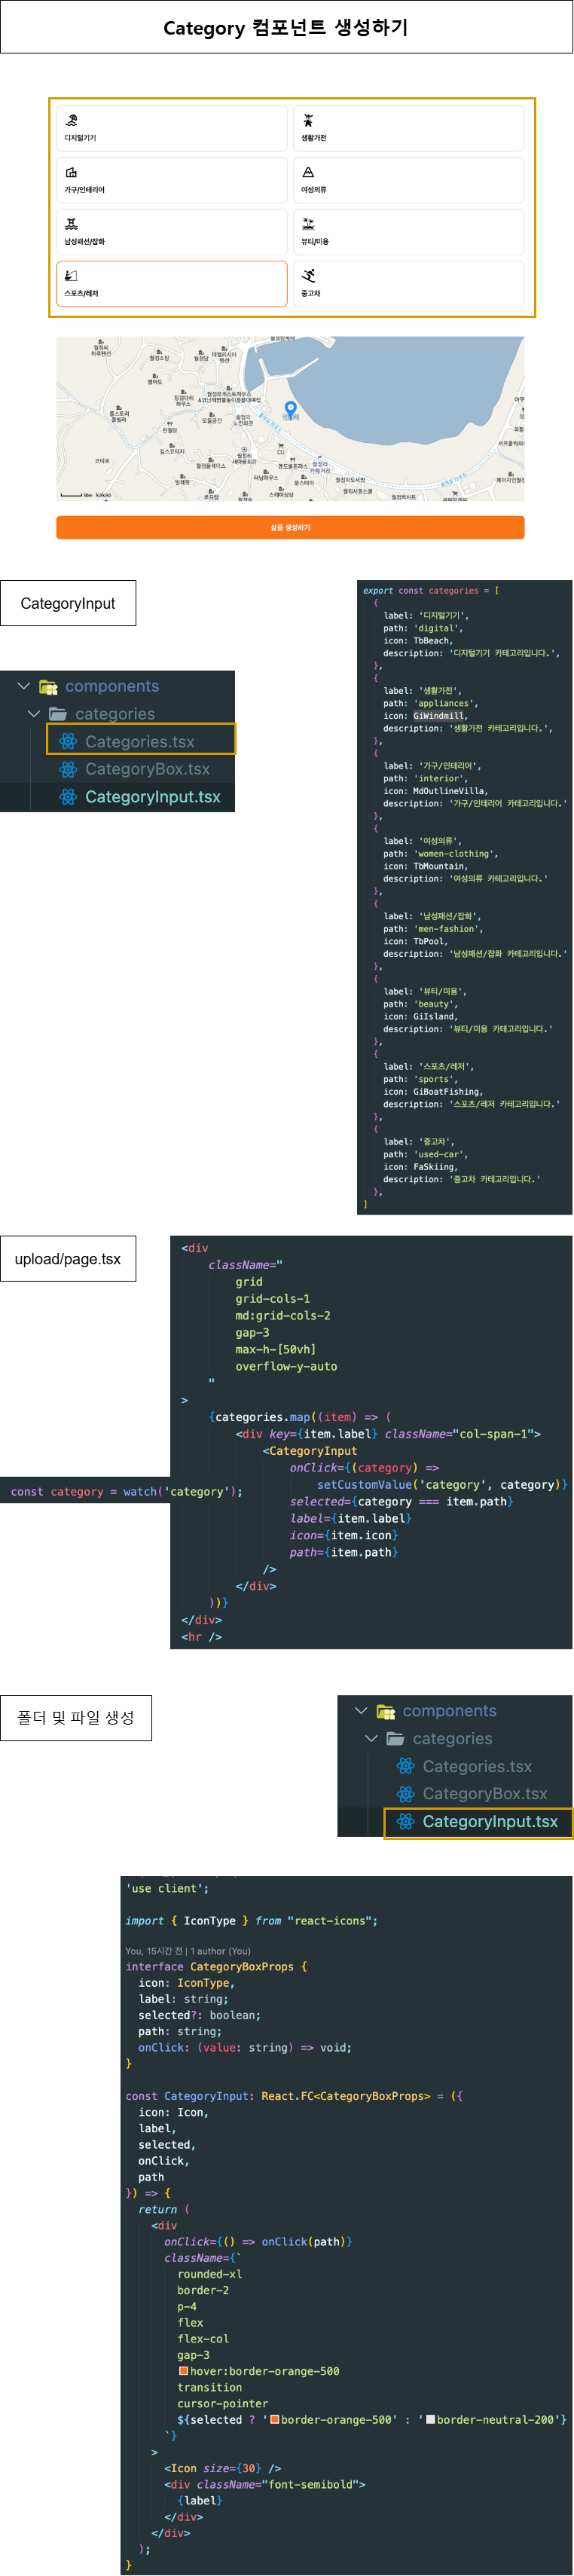 Category 컴포넌트 생성하기
디지털기기
생활가전
가구/인테리어
여성의류
남성패션/잡화
뷰티/미용
스포츠/레저
중고차
CU
50m kakao
상품 생성하기
CategoryInput
components
categories
Categories.tsx
CategoryBox.tsx
CategoryInput.tsx
export const categories = [
{
label: '디지털기기',
path: 'digital',
icon: TbBeach,
description: '디지털기기 카테고리입니다.',
},
{
label: '생활가전',
path: 'appliances',
icon: GiWindmill,
description: '생활가전 카테고리입니다.',
},
{
label: '가구/인테리어',
path: 'interior',
icon: MdOutlineVilla,
description: '가구/인테리어 카테고리입니다.'
},
{
label: '여성의류',
path: 'women-clothing',
icon: TbMountain,
description: '여성의류 카테고리입니다.'
},
{
label: '남성패션/잡화',
path: 'men-fashion',
icon: TbPool,
description: '남성패션/잡화 카테고리입니다.'
},
{
label: '뷰티/미용',
path: 'beauty',
icon: GiIsland,
description: '뷰티/미용 카테고리입니다.'
},
{
label: '스포츠/레저',
path: 'sports',
icon: GiBoatFishing,
description: '스포츠/레저 카테고리입니다.'
},
{
label: '중고차',
path: 'used-car',
icon: FaSkiing,
description: '중고차 카테고리입니다.'
},
]
upload/page.tsx
<div
className="
grid
grid-cols-1
md:grid-cols-2
gap-3
max-h-[50vh]
overflow-y-auto
"
>
{categories.map((item) => (
<div key={item.label} className="col-span-1">
<CategoryInput
onClick={(category) =>
setCustomValue('category', category)}
const category = watch('category');
selected={category === item.path}
label={item.label}
icon={item.icon}
path={item.path}
/>
</div>
))}
</div>
<hr />
폴더 및 파일 생성
components
categories
Categories.tsx
CategoryBox.tsx
CategoryInput.tsx
'use client';
import { IconType } from "react-icons";
You, 15시간 전 | 1 author (You)
interface CategoryBoxProps {
icon: IconType,
label: string;
selected?: boolean;
path: string;
onClick: (value: string) => void;
}
const CategoryInput: React.FC<CategoryBoxProps> = ({
icon: Icon,
label,
selected,
onClick,
path
}) => {
return (
<div
onClick={() => onClick(path)}
className={`
rounded-xl
border-2
p-4
flex
flex-col
gap-3
hover:border-orange-500
transition
cursor-pointer
${selected ? 'border-orange-500' : 'border-neutral-200'}
`}
>
<Icon size={30} />
<div className="font-semibold">
{label}
</div>
</div>
);
}